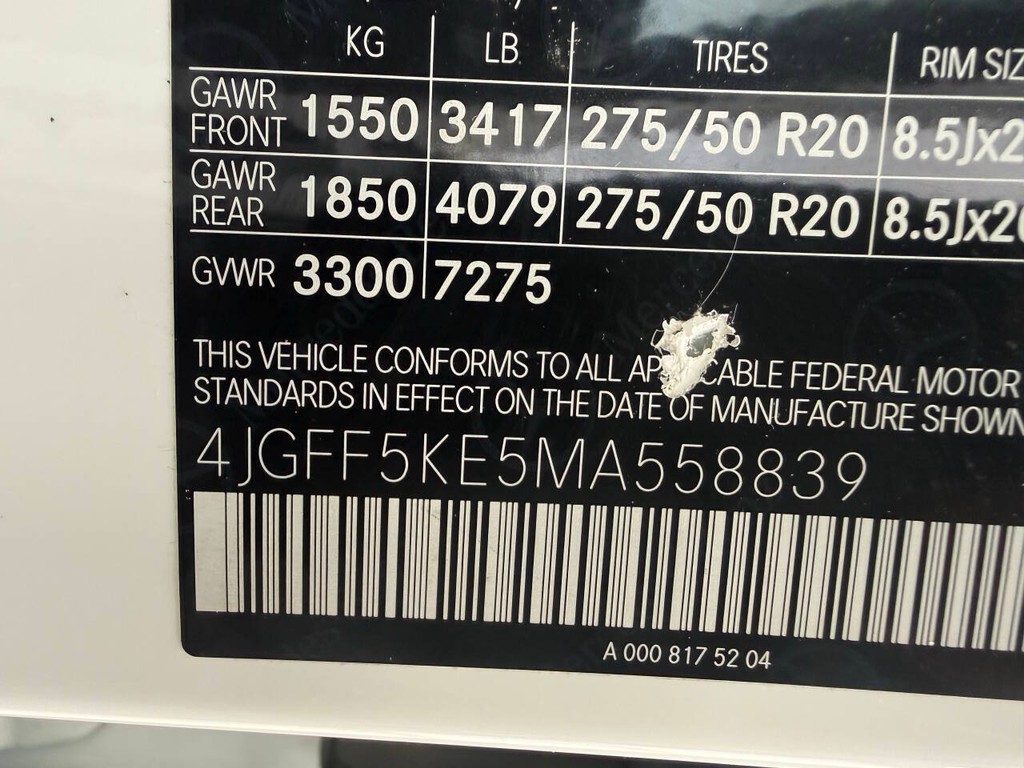 KG LB TIRES RIM SIZ
GAWR FRONT 1550 3417 275/50 R20 8.5Jx2
GAWR REAR 1850 4079 275/50 R20 8.5Jx20
GVWR 3300 7275
THIS VEHICLE CONFORMS TO ALL AP CABLE FEDERAL MOTOR
STANDARDS IN EFFECT ON THE DATE OF MANUFACTURE SHOWN
4JGFF5KE5MA558839
A 000 817 52 04